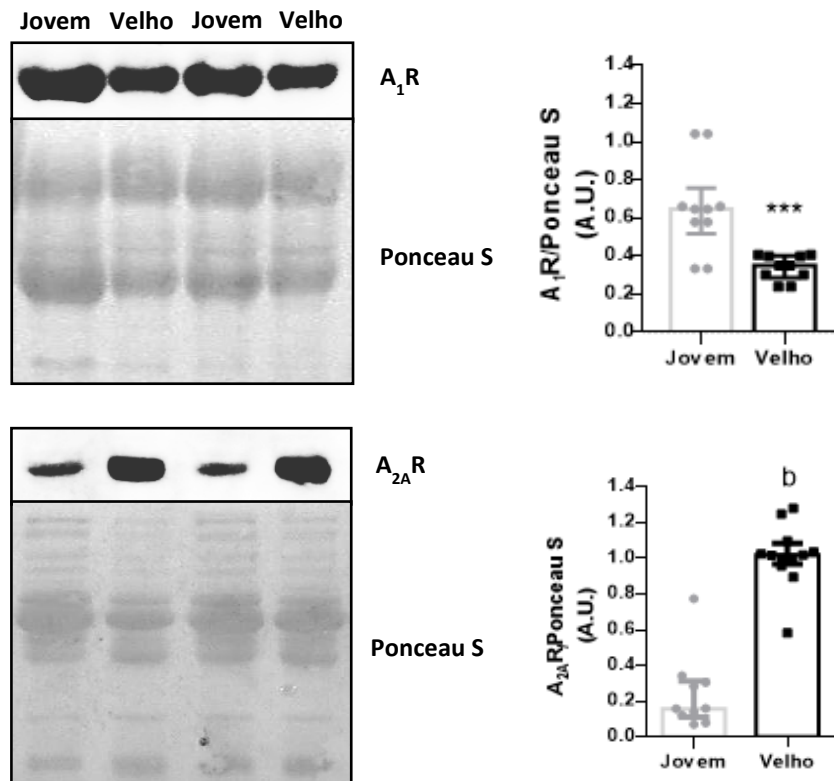 Jovem Velho Jovem Velho
A₁R
Ponceau S
A₁R/Ponceau S
(A.U.)
1.4
1.2
1.0
0.8
0.6
0.4
0.2
0.0
***
Jovem Velho
A₂ₐR
Ponceau S
A₂ₐR/Ponceau S
(A.U.)
1.4
1.2
1.0
0.8
0.6
0.4
0.2
0.0
b
Jovem Velho